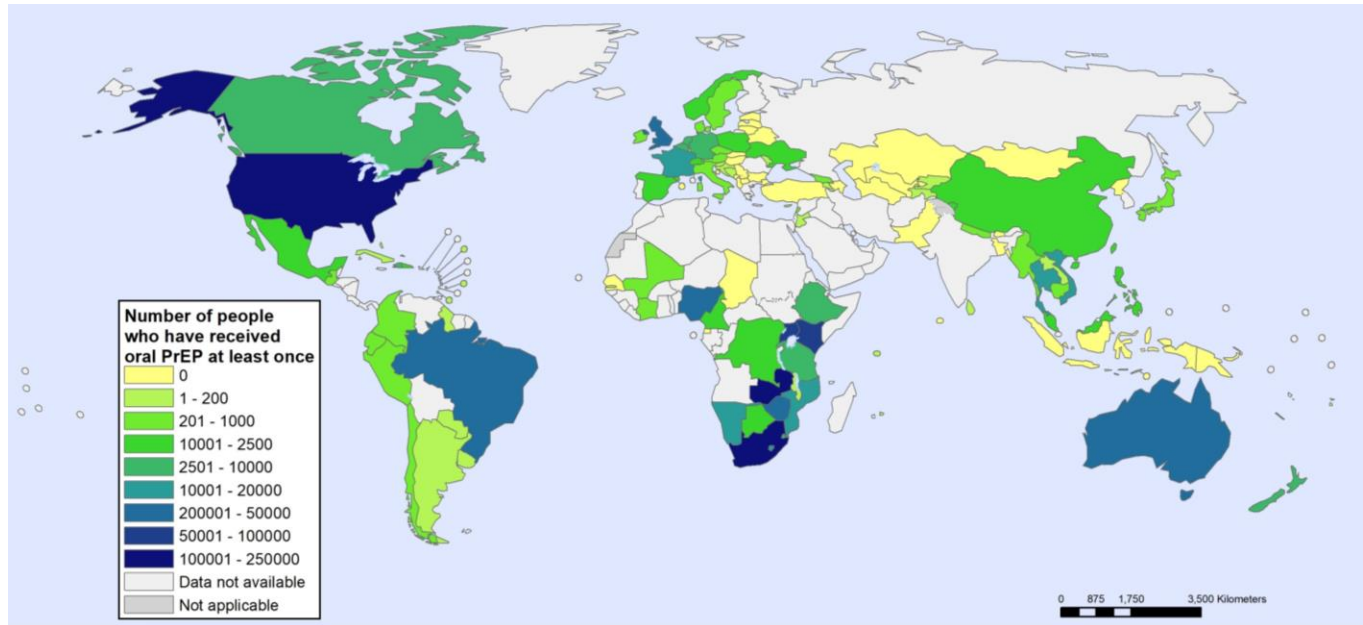 Number of people
who have received
oral PrEP at least once
0
1 - 200
201 - 1000
10001 - 2500
2501 - 10000
10001 - 20000
200001 - 50000
50001 - 100000
100001 - 250000
Data not available
Not applicable
0 875 1,750 3,500 Kilometers